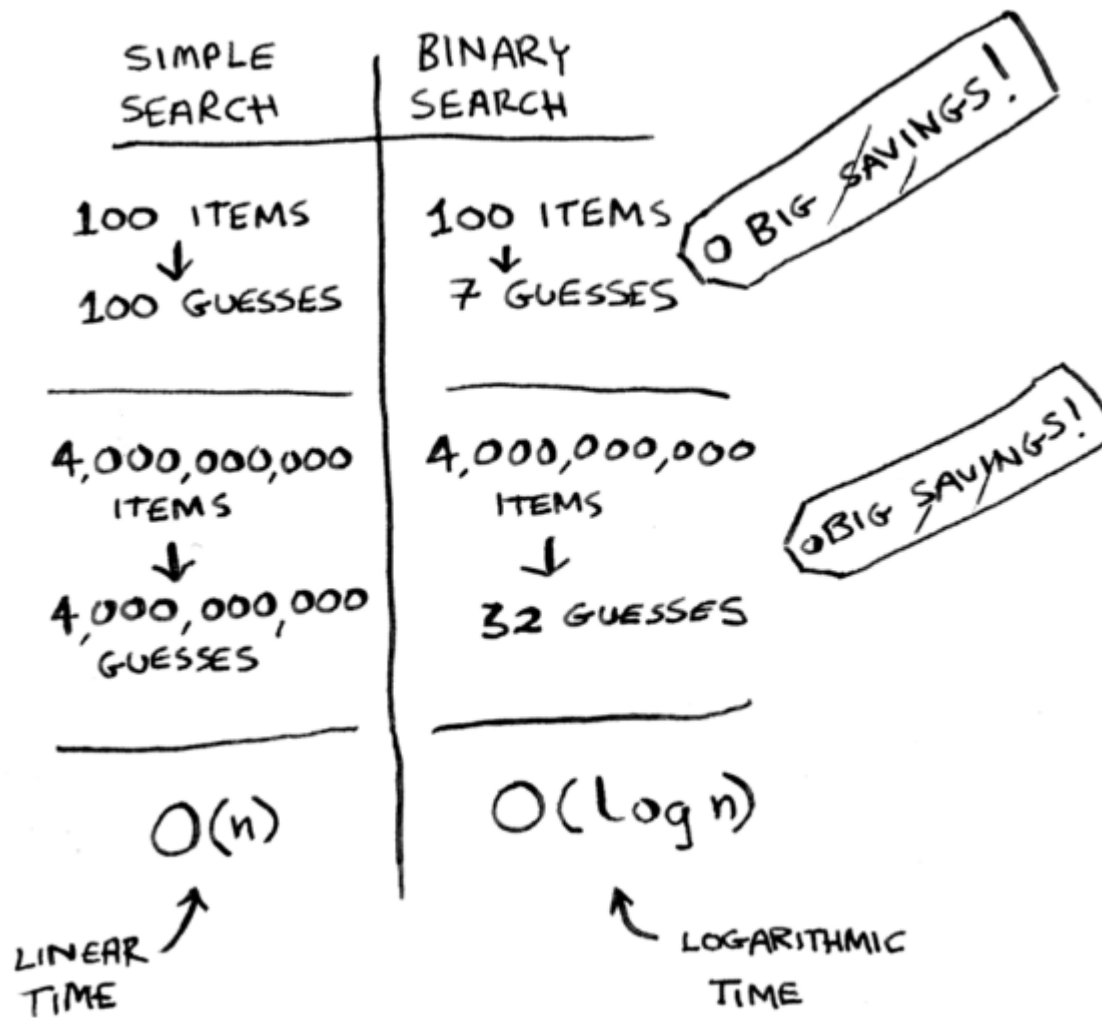 SIMPLE
SEARCH
BINARY
SEARCH
100 ITEMS
100 GUESSES
100 ITEMS
7 GUESSES
BIG SAVINGS!
4,000,000,000
ITEMS
4,000,000,000
GUESSES
4,000,000,000
ITEMS
32 GUESSES
BIG SAVINGS!
O(n)
O(log n)
LINEAR
TIME
LOGARITHMIC
TIME